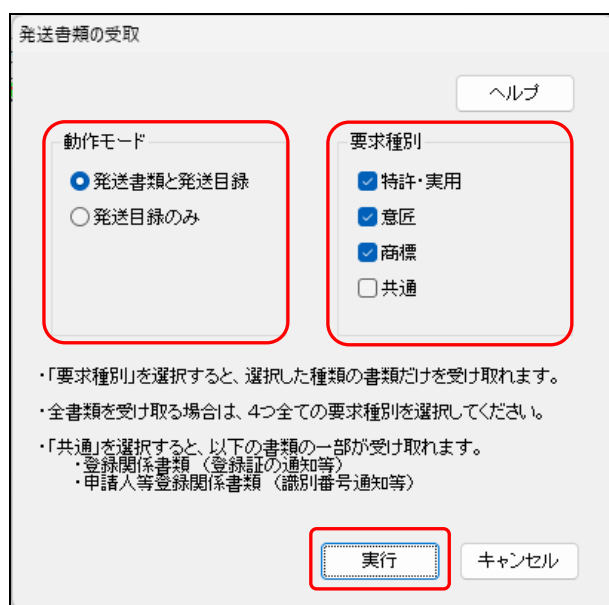 発送書類の受取
ヘルプ
動作モード
発送書類と発送目録
発送目録のみ
要求種別
特許・実用
意匠
商標
共通
・「要求種別」を選択すると、選択した種類の書類だけを受け取れます。
・全書類を受け取る場合は、4つ全ての要求種別を選択してください。
・「共通」を選択すると、以下の書類の一部が受け取れます。
・登録関係書類（登録証の通知等）
・申請人等登録関係書類（識別番号通知等）
実行
キャンセル